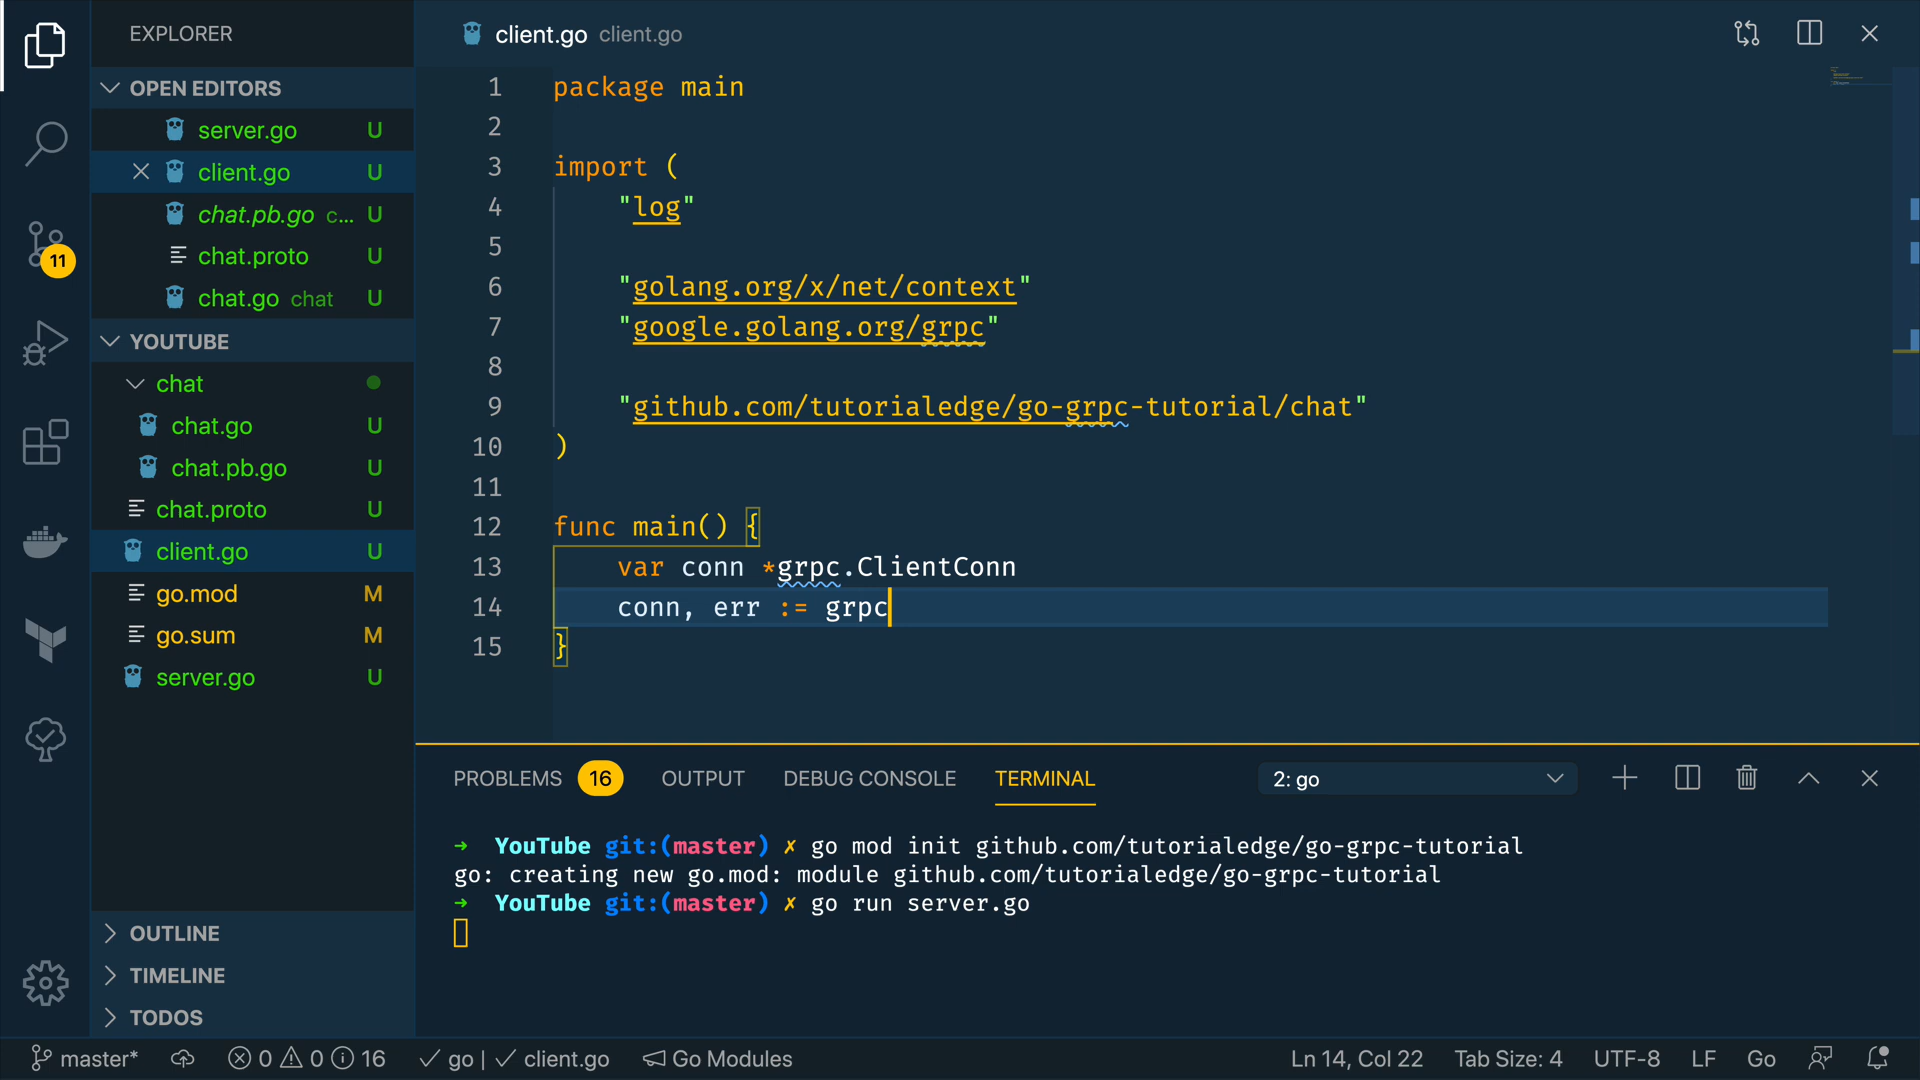 EXPLORER
OPEN EDITORS
server.go U
client.go U
chat.pb.go c... U
chat.proto U
chat.go chat U
11
YOUTUBE
chat
chat.go U
chat.pb.go U
chat.proto U
client.go U
go.mod M
go.sum M
server.go U
OUTLINE
TIMELINE
TODOS
client.go client.go
1 package main
2
3 import (
4 "log"
5
6 "golang.org/x/net/context"
7 "google.golang.org/grpc"
8
9 "github.com/tutorialedge/go-grpc-tutorial/chat"
10 )
11
12 func main() {
13 var conn *grpc.ClientConn
14 conn, err := grpc
15 }
PROBLEMS 16 OUTPUT DEBUG CONSOLE TERMINAL 2: go
→ YouTube git:(master) ✗ go mod init github.com/tutorialedge/go-grpc-tutorial
go: creating new go.mod: module github.com/tutorialedge/go-grpc-tutorial
→ YouTube git:(master) ✗ go run server.go
master* 0 0 16 go | client.go Go Modules Ln 14, Col 22 Tab Size: 4 UTF-8 LF Go